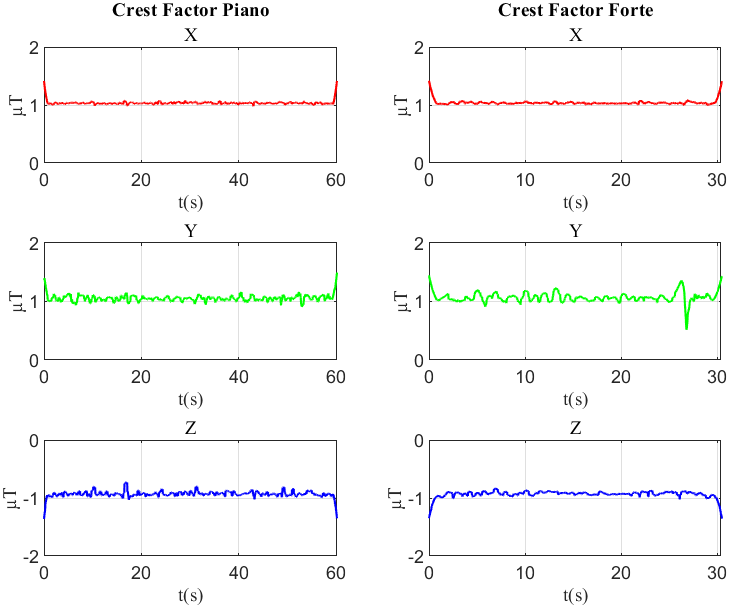 Crest Factor Piano
Crest Factor Forte
X
X
2
1
0
μT
0 20 40 60
t(s)
2
1
0
μT
0 10 20 30
t(s)
Y
Y
2
1
0
μT
0 20 40 60
t(s)
2
1
0
μT
0 10 20 30
t(s)
Z
Z
0
-1
-2
μT
0 20 40 60
t(s)
0
-1
-2
μT
0 10 20 30
t(s)